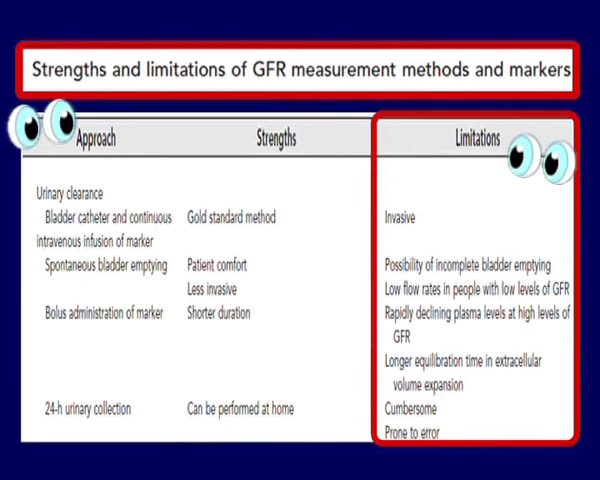 Strengths and limitations of GFR measurement methods and markers
Approach Strengths Limitations
Urinary clearance
Bladder catheter and continuous Gold standard method Invasive
intravenous infusion of marker
Spontaneous bladder emptying Patient comfort Possibility of incomplete bladder emptying
Less invasive Low flow rates in people with low levels of GFR
Bolus administration of marker Shorter duration Rapidly declining plasma levels at high levels of
GFR
Longer equilibration time in extracellular
volume expansion
24-h urinary collection Can be performed at home Cumbersome
Prone to error